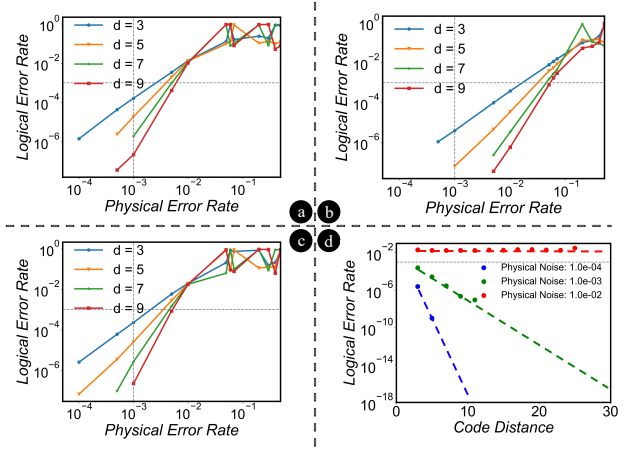 10^0
10^-2
10^-4
10^-6
Logical Error Rate
d = 3
d = 5
d = 7
d = 9
10^-4
10^-3
10^-2
10^-1
Physical Error Rate
a
10^0
10^-2
10^-4
10^-6
Logical Error Rate
d = 3
d = 5
d = 7
d = 9
10^-4
10^-3
10^-2
10^-1
Physical Error Rate
b
10^0
10^-2
10^-4
10^-6
Logical Error Rate
d = 3
d = 5
d = 7
d = 9
10^-4
10^-3
10^-2
10^-1
Physical Error Rate
c
10^-2
10^-6
10^-10
10^-14
10^-18
Logical Error Rate
Physical Noise: 1.0e-04
Physical Noise: 1.0e-03
Physical Noise: 1.0e-02
0
10
20
30
Code Distance
d